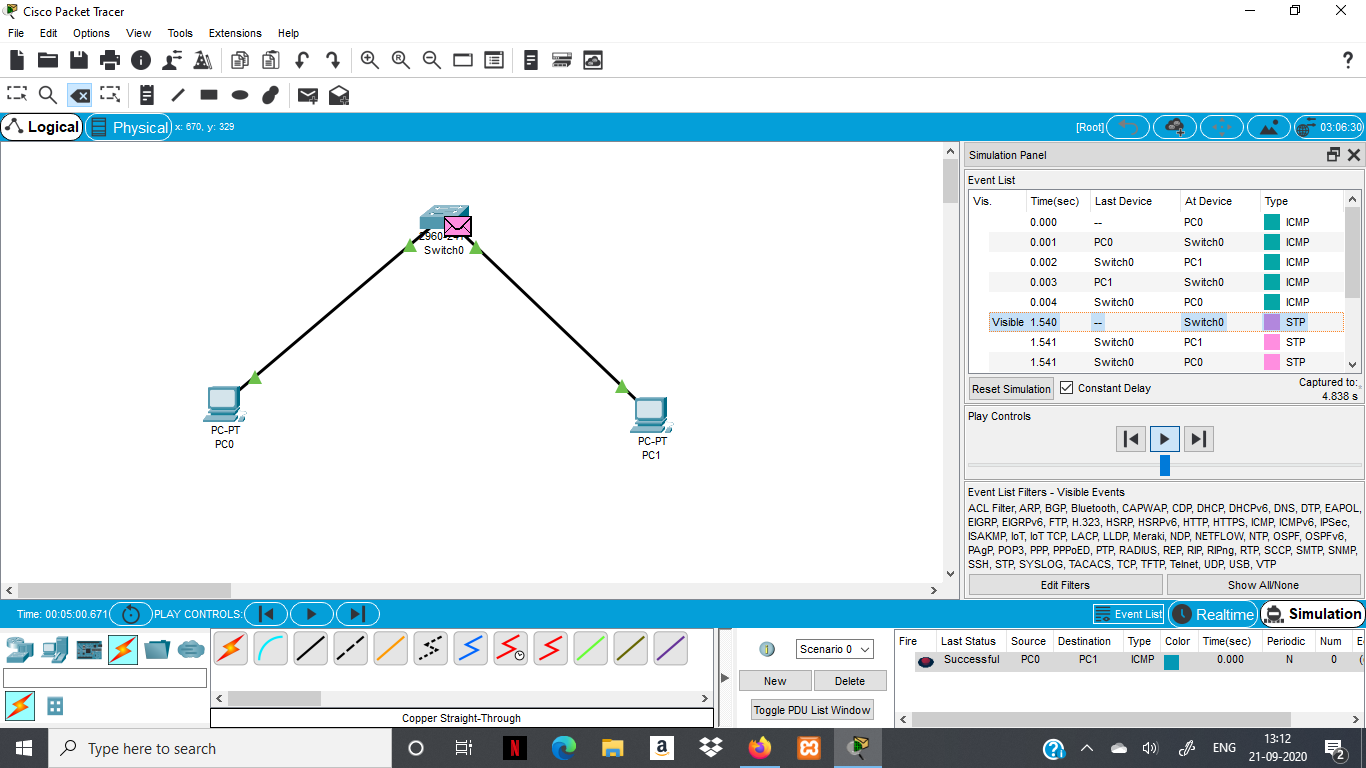 Cisco Packet Tracer
File Edit Options View Tools Extensions Help
?
Logical Physical x: 670, y: 329 [Root] 03:06:30
Switch0
PC-PT
PC0
PC-PT
PC1
Simulation Panel
Event List
Vis. Time(sec) Last Device At Device Type
0.000 -- PC0 ICMP
0.001 PC0 Switch0 ICMP
0.002 Switch0 PC1 ICMP
0.003 PC1 Switch0 ICMP
0.004 Switch0 PC0 ICMP
Visible 1.540 -- Switch0 STP
1.541 Switch0 PC1 STP
1.541 Switch0 PC0 STP
Reset Simulation Constant Delay Captured to:
4.838 s
Play Controls
Event List Filters - Visible Events
ACL Filter, ARP, BGP, Bluetooth, CAPWAP, CDP, DHCP, DHCPv6, DNS, DTP, EAPOL,
EIGRP, EIGRPv6, FTP, H.323, HSRP, HSRPv6, HTTP, HTTPS, ICMP, ICMPv6, IPSec,
ISAKMP, IoT, IoT TCP, LACP, LLDP, Meraki, NDP, NETFLOW, NTP, OSPF, OSPFv6,
PAgP, POP3, PPP, PPPoED, PTP, RADIUS, REP, RIP, RIPng, RTP, SCCP, SMTP, SNMP,
SSH, STP, SYSLOG, TACACS, TCP, TFTP, Telnet, UDP, USB, VTP
Edit Filters Show All/None
Time: 00:05:00.671 PLAY CONTROLS: Event List Realtime Simulation
Scenario 0
New Delete
Toggle PDU List Window
Fire Last Status Source Destination Type Color Time(sec) Periodic Num
Successful PC0 PC1 ICMP 0.000 N 0
Copper Straight-Through
Type here to search
ENG
13:12
21-09-2020
2